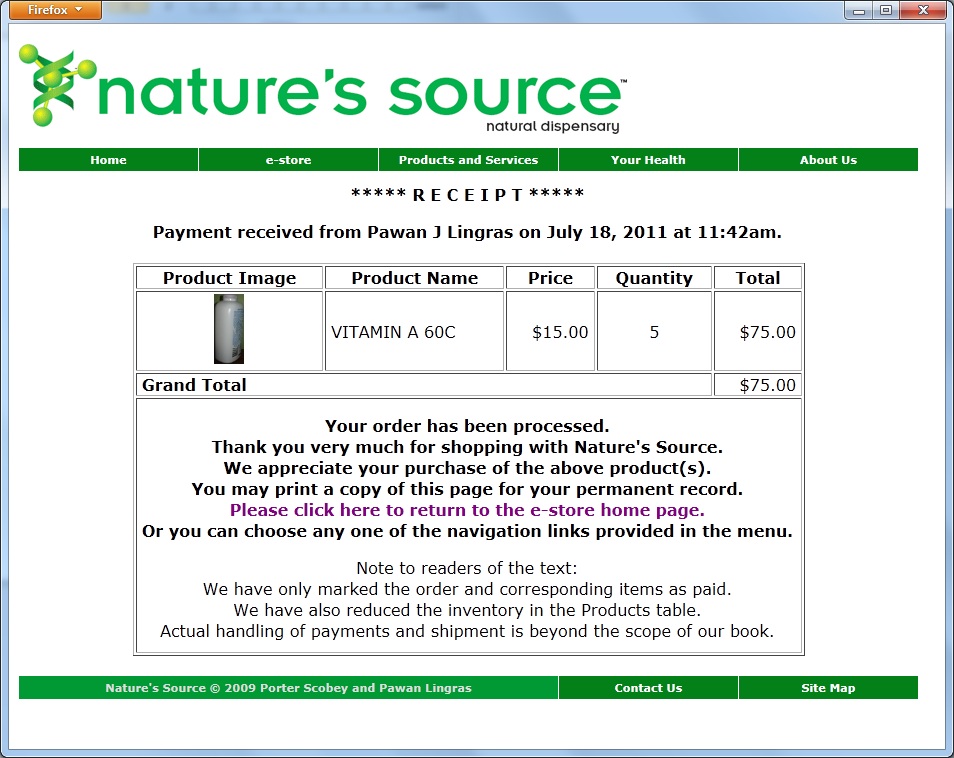 Firefox
nature's source™
natural dispensary
Home e-store Products and Services Your Health About Us
***** R E C E I P T *****
Payment received from Pawan J Lingras on July 18, 2011 at 11:42am.
Product Image Product Name Price Quantity Total
VITAMIN A 60C $15.00 5 $75.00
Grand Total $75.00
Your order has been processed.
Thank you very much for shopping with Nature's Source.
We appreciate your purchase of the above product(s).
You may print a copy of this page for your permanent record.
Please click here to return to the e-store home page.
Or you can choose any one of the navigation links provided in the menu.
Note to readers of the text:
We have only marked the order and corresponding items as paid.
We have also reduced the inventory in the Products table.
Actual handling of payments and shipment is beyond the scope of our book.
Nature's Source © 2009 Porter Scobey and Pawan Lingras Contact Us Site Map